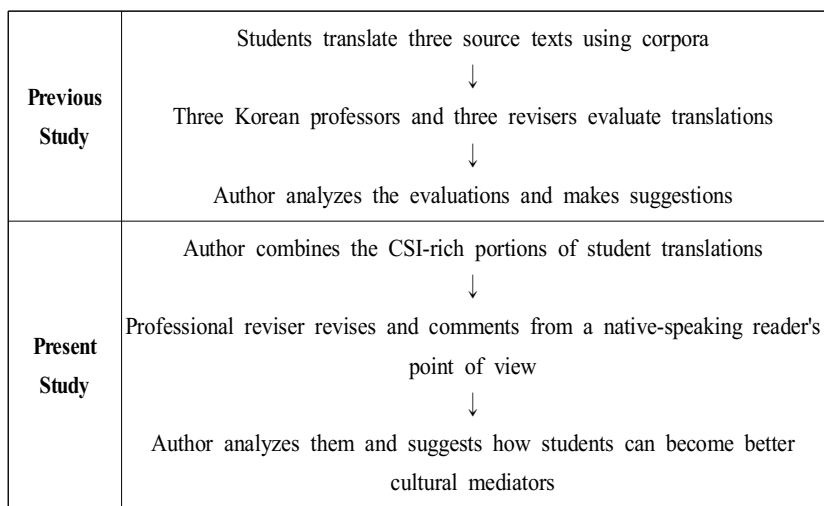 Previous
Study
Students translate three source texts using corpora
↓
Three Korean professors and three revisers evaluate translations
↓
Author analyzes the evaluations and makes suggestions
Present
Study
Author combines the CSI-rich portions of student translations
↓
Professional reviser revises and comments from a native-speaking reader's
point of view
↓
Author analyzes them and suggests how students can become better
cultural mediators